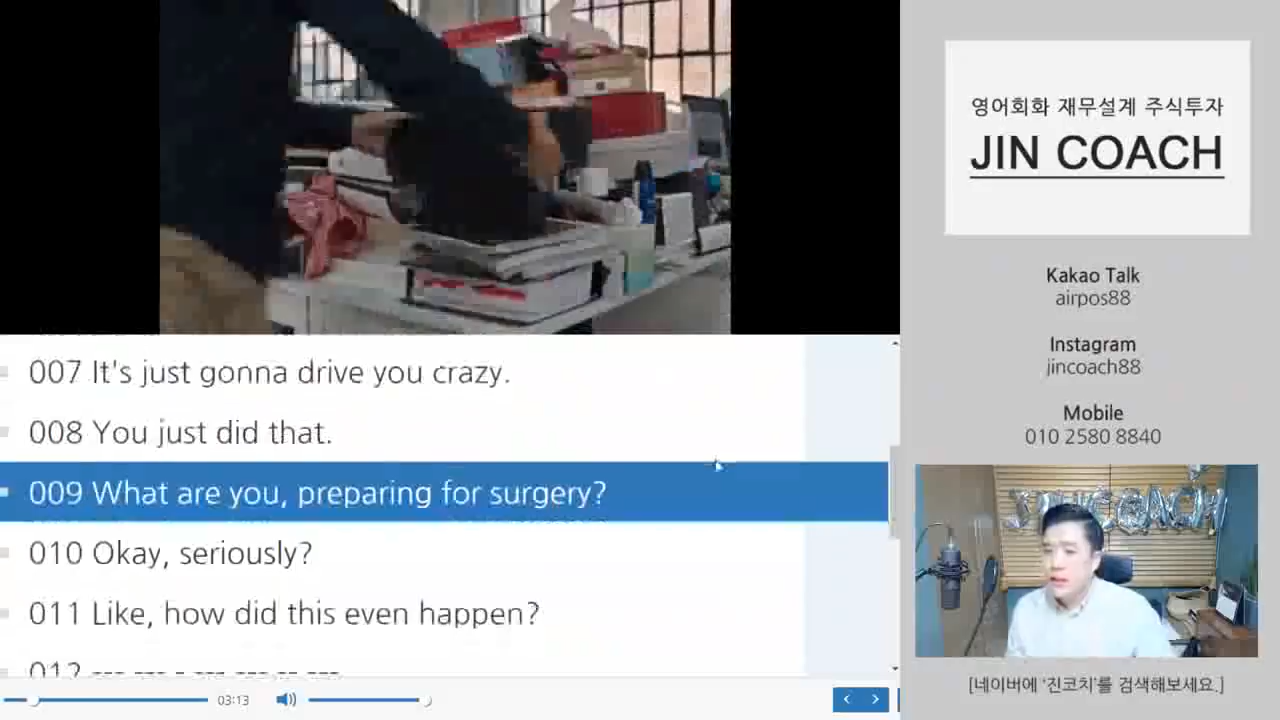 007 It's just gonna drive you crazy.
008 You just did that.
009 What are you, preparing for surgery?
010 Okay, seriously?
011 Like, how did this even happen?
012
03:13
영어회화 재무설계 주식투자
JIN COACH
Kakao Talk
airpos88
Instagram
jincoach88
Mobile
010 2580 8840
JINCOACH
[네이버에 '진코치'를 검색해보세요.]